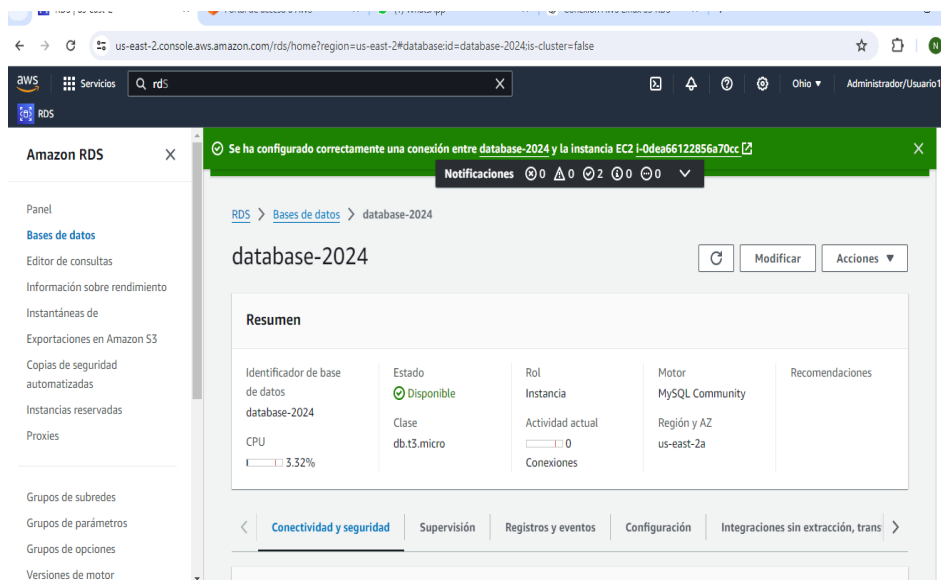 us-east-2.console.aws.amazon.com/rds/home?region=us-east-2#database:id=database-2024;is-cluster=false
aws
Servicios
rdS
Ohio ▼
Administrador/Usuario1
RDS
Amazon RDS
Se ha configurado correctamente una conexión entre database-2024 y la instancia EC2 i-0dea66122856a70cc
Notificaciones 0 0 2 0 0
Panel
Bases de datos
Editor de consultas
Información sobre rendimiento
Instantáneas de
Exportaciones en Amazon S3
Copias de seguridad
automatizadas
Instancias reservadas
Proxies
Grupos de subredes
Grupos de parámetros
Grupos de opciones
Versiones de motor
RDS > Bases de datos > database-2024
database-2024
Modificar
Acciones ▼
Resumen
Identificador de base
de datos
database-2024
CPU
3.32%
Estado
Disponible
Clase
db.t3.micro
Rol
Instancia
Actividad actual
0
Conexiones
Motor
MySQL Community
Región y AZ
us-east-2a
Recomendaciones
Conectividad y seguridad
Supervisión
Registros y eventos
Configuración
Integraciones sin extracción, trans